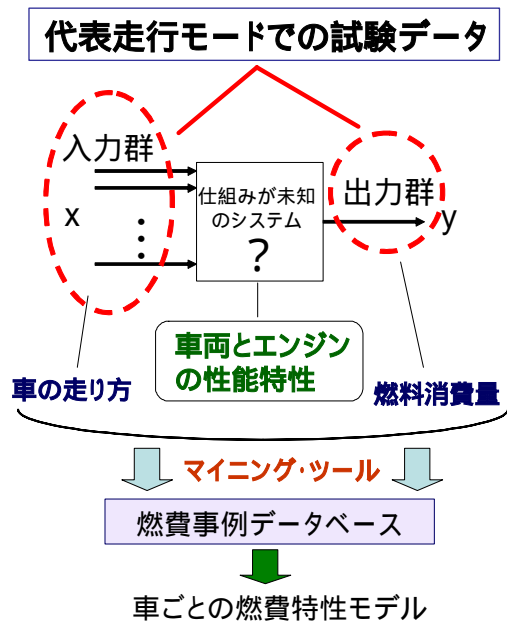 代表走行モードでの試験データ
入力群
x
⋮
仕組みが未知
のシステム
?
出力群
y
車両とエンジン
の性能特性
車の走り方
燃料消費量
マイニング・ツール
燃費事例データベース
車ごとの燃費特性モデル